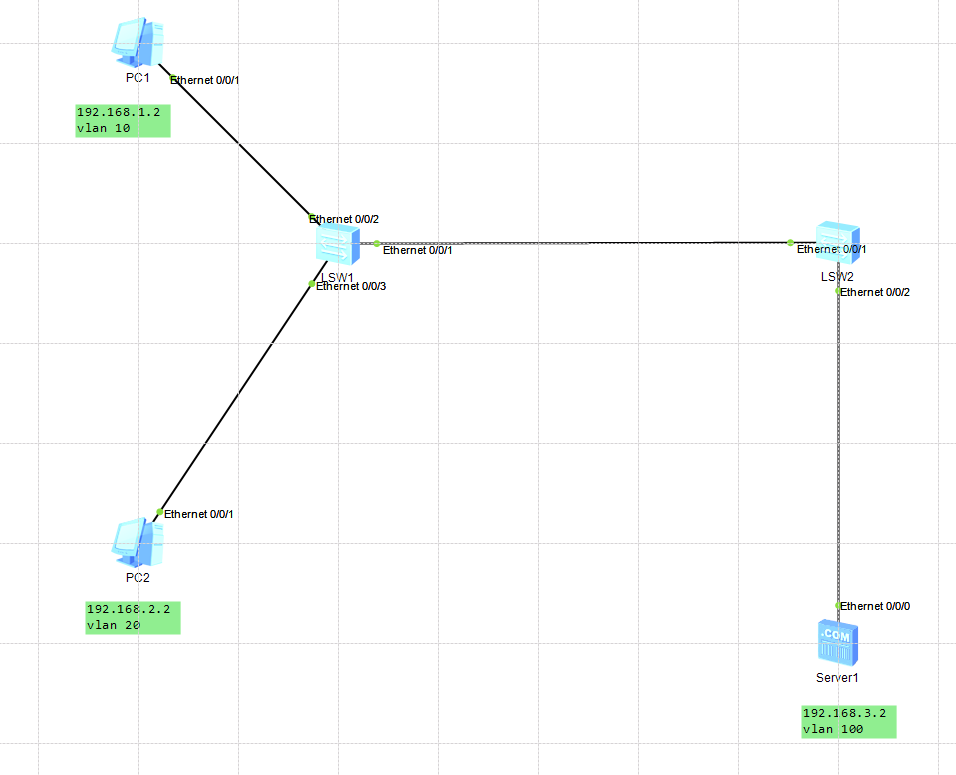 PC1
Ethernet 0/0/1
192.168.1.2
vlan 10
Ethernet 0/0/2
LSW1
Ethernet 0/0/1
Ethernet 0/0/3
Ethernet 0/0/1
LSW2
Ethernet 0/0/2
Ethernet 0/0/1
PC2
192.168.2.2
vlan 20
Ethernet 0/0/0
.COM
Server1
192.168.3.2
vlan 100